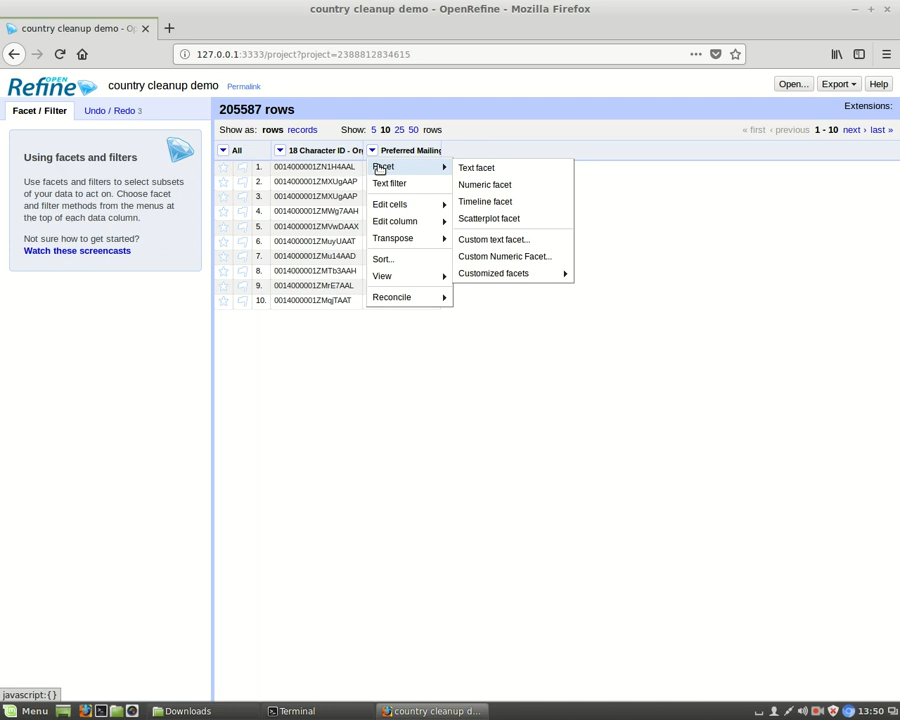 country cleanup demo - OpenRefine - Mozilla Firefox
country cleanup demo - Op
127.0.0.1:3333/project?project=2388812834615
OPEN
Refine
country cleanup demo
Permalink
Open...
Export
Help
Facet / Filter
Undo / Redo 3
205587 rows
Extensions:
Show as: rows records
Show: 5 10 25 50 rows
« first ‹ previous 1 - 10 next › last »
All
18 Character ID - Org
Preferred Mailing
Using facets and filters
Use facets and filters to select subsets
of your data to act on. Choose facet
and filter methods from the menus at
the top of each data column.
Not sure how to get started?
Watch these screencasts
1. 0014000001ZN1H4AAL
2. 0014000001ZMXUgAAP
3. 0014000001ZMXUgAAP
4. 0014000001ZMWg7AAH
5. 0014000001ZMVwDAAX
6. 0014000001ZMuyUAAT
7. 0014000001ZMu14AAD
8. 0014000001ZMTb3AAH
9. 0014000001ZMrE7AAL
10. 0014000001ZMqjTAAT
Facet
Text filter
Edit cells
Edit column
Transpose
Sort...
View
Reconcile
Text facet
Numeric facet
Timeline facet
Scatterplot facet
Custom text facet...
Custom Numeric Facet...
Customized facets
javascript:{}
Menu
Downloads
Terminal
country cleanup d...
13:50